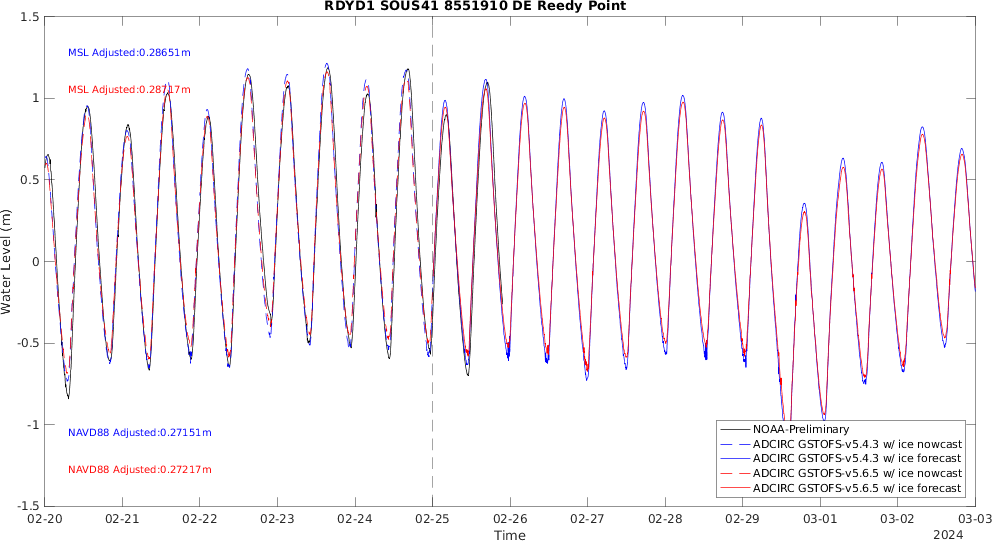 RDYD1 SOUS41 8551910 DE Reedy Point
1.5
1
0.5
0
-0.5
-1
-1.5
Water Level (m)
MSL Adjusted:0.28651m
MSL Adjusted:0.28717m
NAVD88 Adjusted:0.27151m
NAVD88 Adjusted:0.27217m
NOAA-Preliminary
ADCIRC GSTOFS-v5.4.3 w/ ice nowcast
ADCIRC GSTOFS-v5.4.3 w/ ice forecast
ADCIRC GSTOFS-v5.6.5 w/ ice nowcast
ADCIRC GSTOFS-v5.6.5 w/ ice forecast
02-20 02-21 02-22 02-23 02-24 02-25 02-26 02-27 02-28 02-29 03-01 03-02 03-03
Time
2024